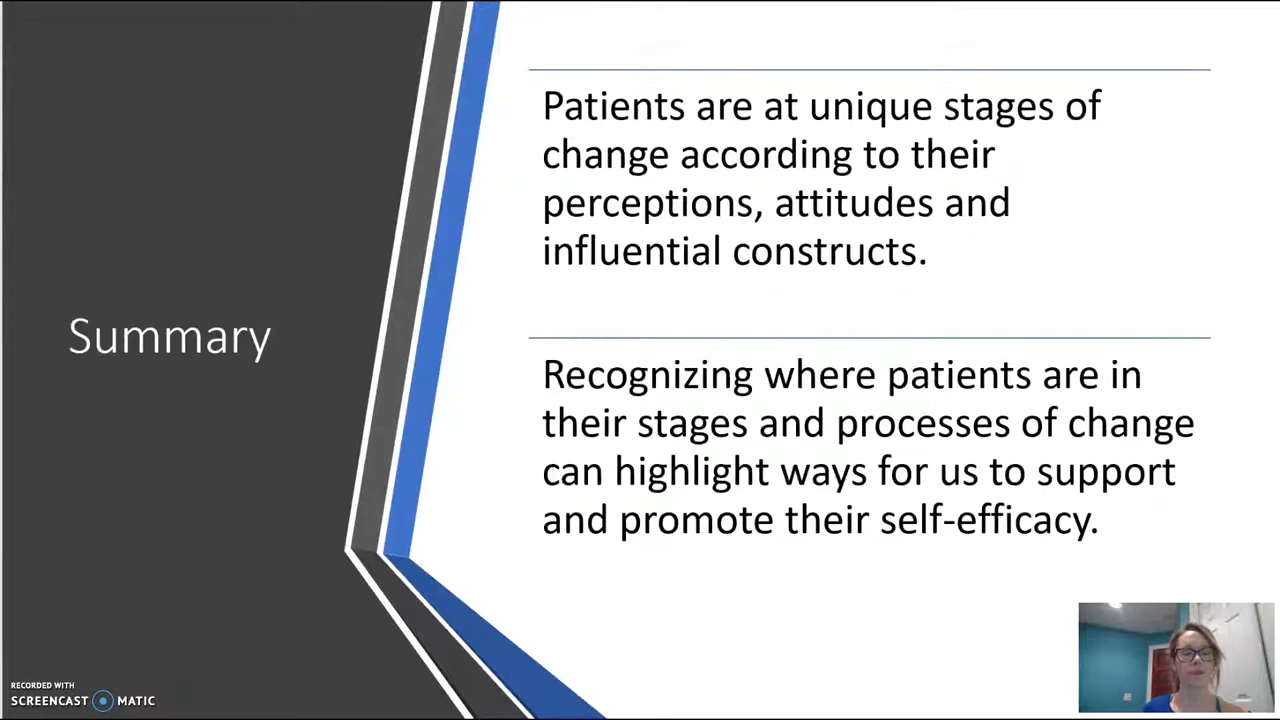 Summary
Patients are at unique stages of
change according to their
perceptions, attitudes and
influential constructs.
Recognizing where patients are in
their stages and processes of change
can highlight ways for us to support
and promote their self-efficacy.
RECORDED WITH
SCREENCAST MATIC